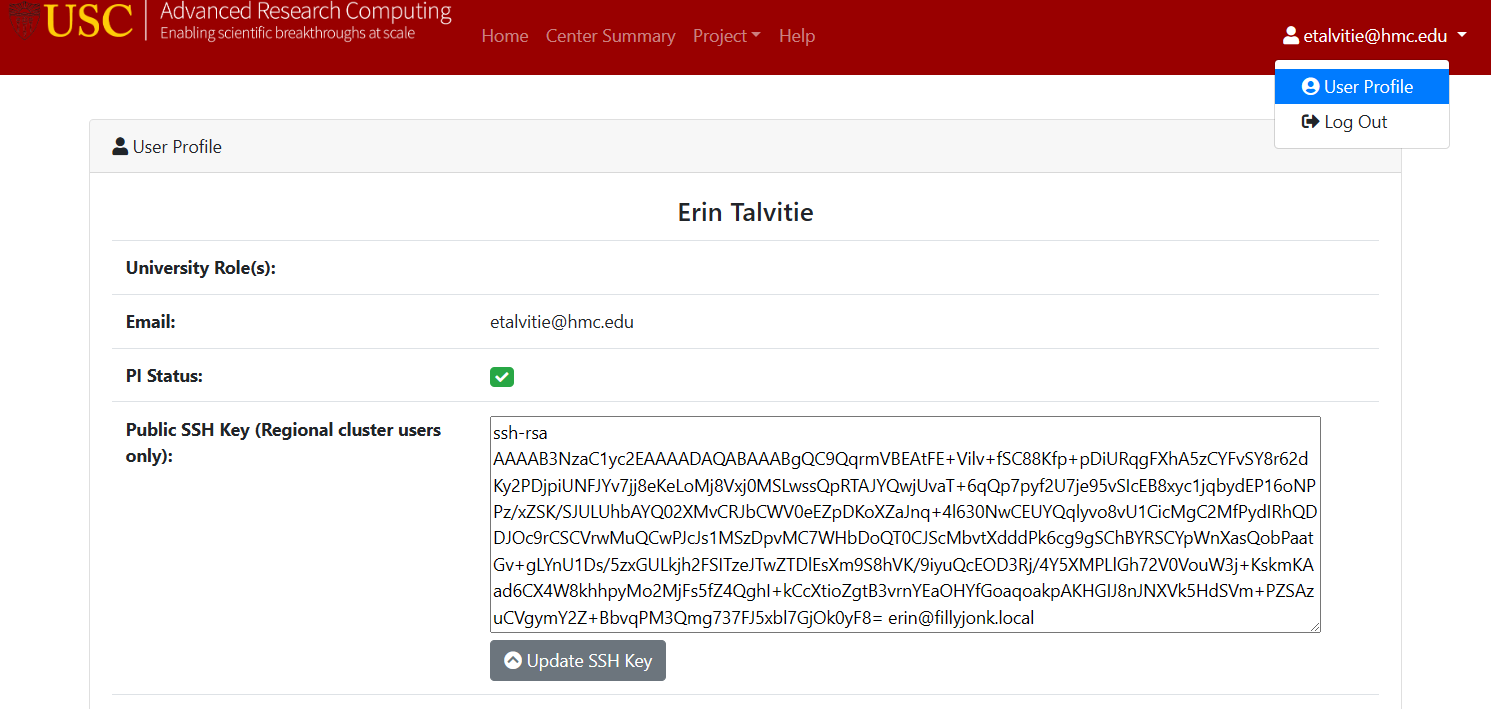 USC Advanced Research Computing
Enabling scientific breakthroughs at scale
Home Center Summary Project Help
etalvitie@hmc.edu
User Profile
Log Out
User Profile
Erin Talvitie
University Role(s):
Email: etalvitie@hmc.edu
PI Status:
Public SSH Key (Regional cluster users only):
ssh-rsa
AAAAB3NzaC1yc2EAAAADAQABAAABgQC9QqrmVBEAtFE+Vilv+fSC88Kfp+pDiURqgFXhA5zCYFvSY8r62d
Ky2PDjpiUNFJYv7jj8eKeLoMj8Vxj0MSLwssQpRTAJYQwjUvaT+6qQp7pyf2U7je95vSIcEB8xyc1jqbydEP16oNP
Pz/xZSK/SJULUhbAYQ02XMvCRJbCWV0eEZpDKoXZaJnq+4l630NwCEUYQqlyvo8vU1CicMgC2MfPydIRhQD
DJOc9rCSCVrwMuQCwPJcJs1MSzDpvMC7WHbDoQT0CJScMbvtXdddPk6cg9gSChBYRSCYpWnXasQobPaat
Gv+gLYnU1Ds/5zxGULkjh2FSITzeJTwZTDlEsXm9S8hVK/9iyuQcEOD3Rj/4Y5XMPLlGh72V0VouW3j+KskmKA
ad6CX4W8khhpyMo2MjFs5fZ4QghI+kCcXtioZgtB3vrnYEaOHYfGoaqoakpAKHGIJ8nJNXVk5HdSVm+PZSAz
uCVgymY2Z+BbvqPM3Qmg737FJ5xbl7GjOk0yF8= erin@fillyjonk.local
Update SSH Key